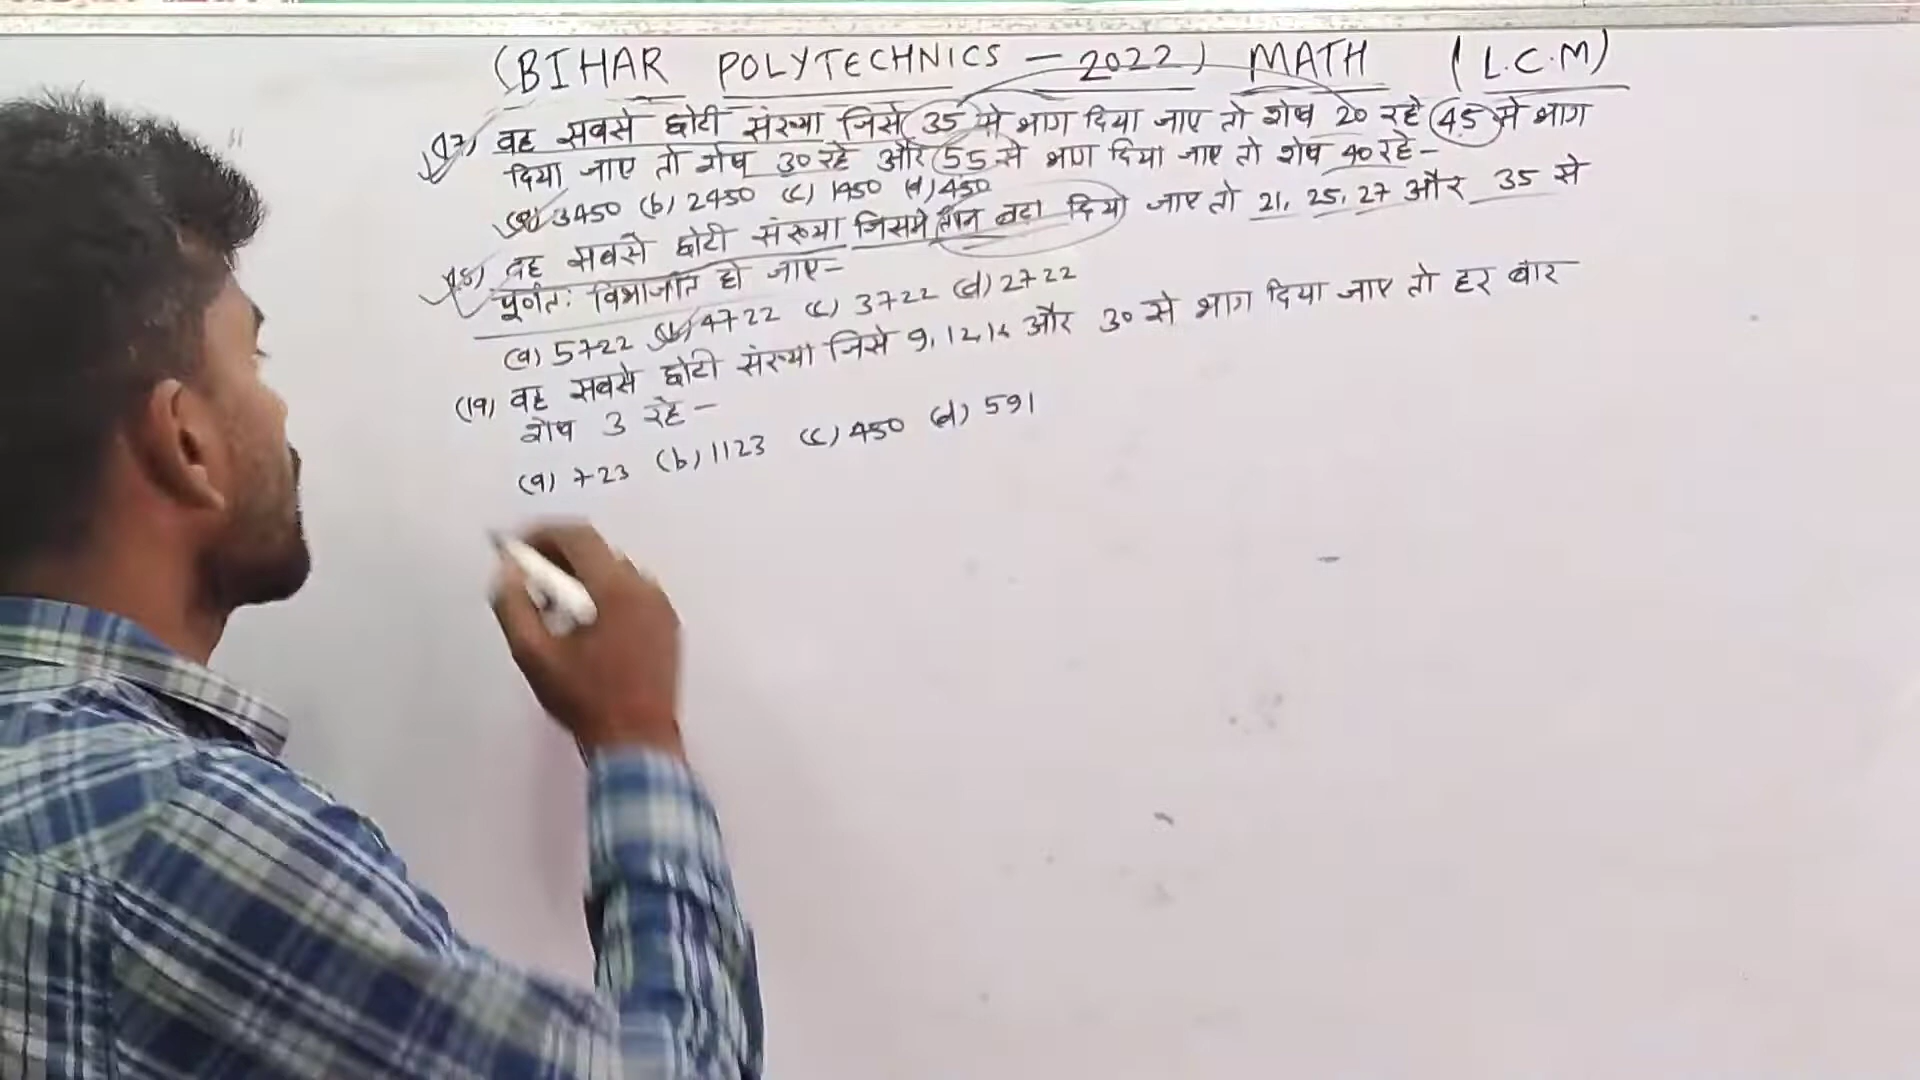 (BIHAR POLYTECHNICS - 2022) MATH (L.C.M)
(17) वह सबसे छोटी संख्या जिसे 35 से भाग दिया जाए तो शेष 20 रहे 45 से भाग
दिया जाए तो शेष 30 रहे और 55 से भाग दिया जाए तो शेष 40 रहे-
(a) 3450 (b) 2450 (c) 1450 (d) 450
(18) वह सबसे छोटी संख्या जिसमे तीन बढा दिया जाए तो 21, 25, 27 और 35 से
पूर्णत: विभाजीत हो जाए-
(a) 5722 (b) 4722 (c) 3722 (d) 2722
(19) वह सबसे छोटी संख्या जिसे 9, 12, 16 और 30 से भाग दिया जाए तो हर बार
शेष 3 रहे-
(a) 723 (b) 1123 (c) 450 (d) 591